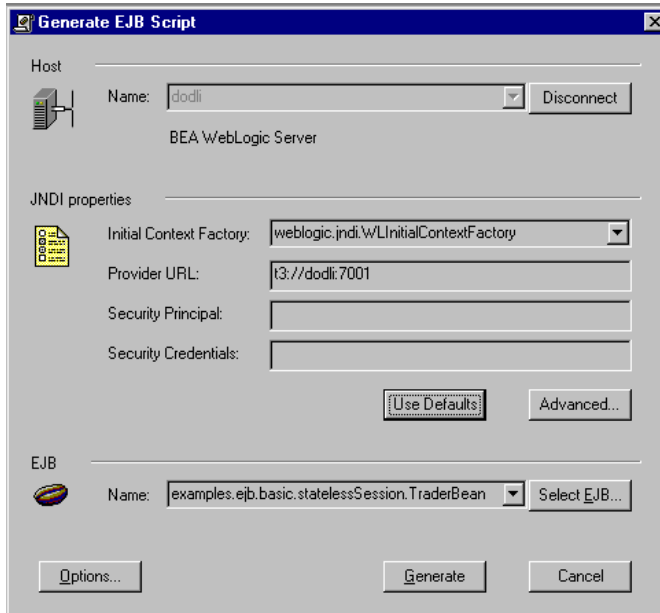 Generate EJB Script
Host
Name: dodli Disconnect
BEA WebLogic Server
JNDI properties
Initial Context Factory: weblogic.jndi.WLInitialContextFactory
Provider URL: t3://dodli:7001
Security Principal:
Security Credentials:
Use Defaults Advanced...
EJB
Name: examples.ejb.basic.statelessSession.TraderBean Select EJB...
Options... Generate Cancel